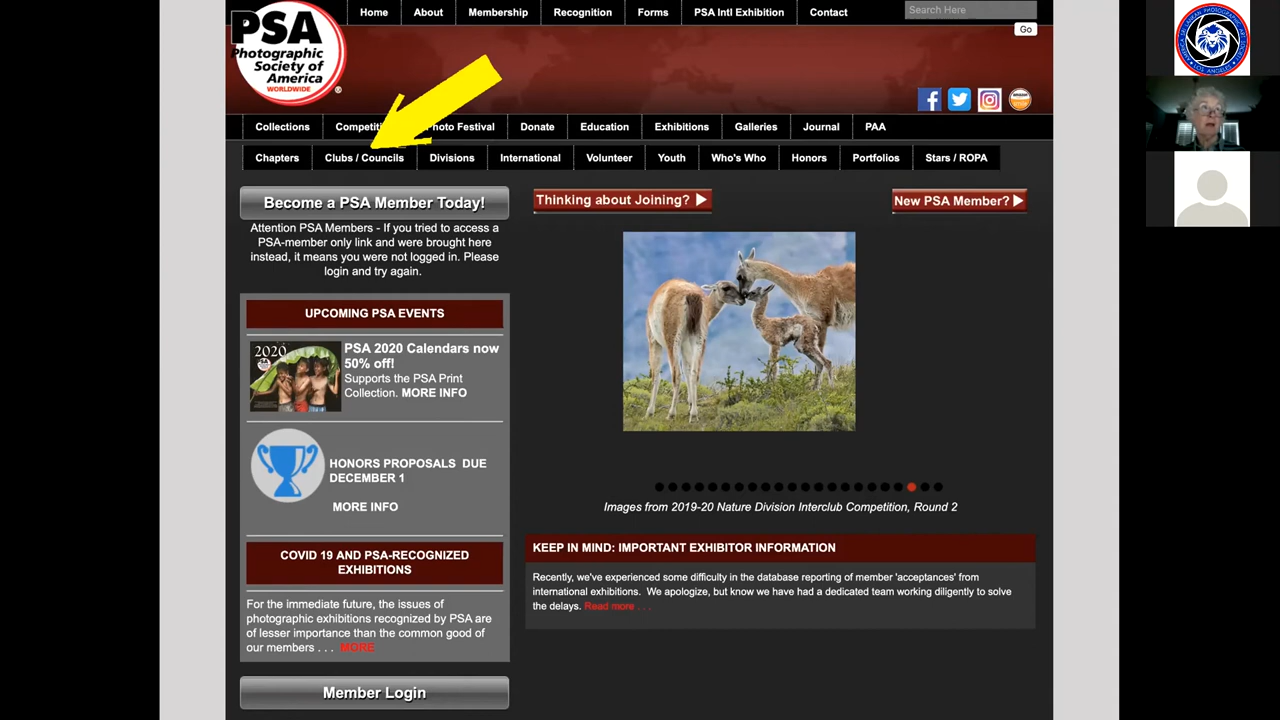 PSA
Photographic
Society of
America
WORLDWIDE
®
Home About Membership Recognition Forms PSA Intl Exhibition Contact
Search Here
Go
Collections Competiti hoto Festival Donate Education Exhibitions Galleries Journal PAA
Chapters Clubs / Councils Divisions International Volunteer Youth Who's Who Honors Portfolios Stars / ROPA
Become a PSA Member Today!
Attention PSA Members - If you tried to access a
PSA-member only link and were brought here
instead, it means you were not logged in. Please
login and try again.
UPCOMING PSA EVENTS
2020
PSA 2020 Calendars now
50% off!
Supports the PSA Print
Collection. MORE INFO
HONORS PROPOSALS DUE
DECEMBER 1
MORE INFO
COVID 19 AND PSA-RECOGNIZED
EXHIBITIONS
For the immediate future, the issues of
photographic exhibitions recognized by PSA are
of lesser importance than the common good of
our members . . . MORE
Member Login
Thinking about Joining?
New PSA Member?
Images from 2019-20 Nature Division Interclub Competition, Round 2
KEEP IN MIND: IMPORTANT EXHIBITOR INFORMATION
Recently, we've experienced some difficulty in the database reporting of member 'acceptances' from
international exhibitions. We apologize, but know we have had a dedicated team working diligently to solve
the delays. Read more . . .